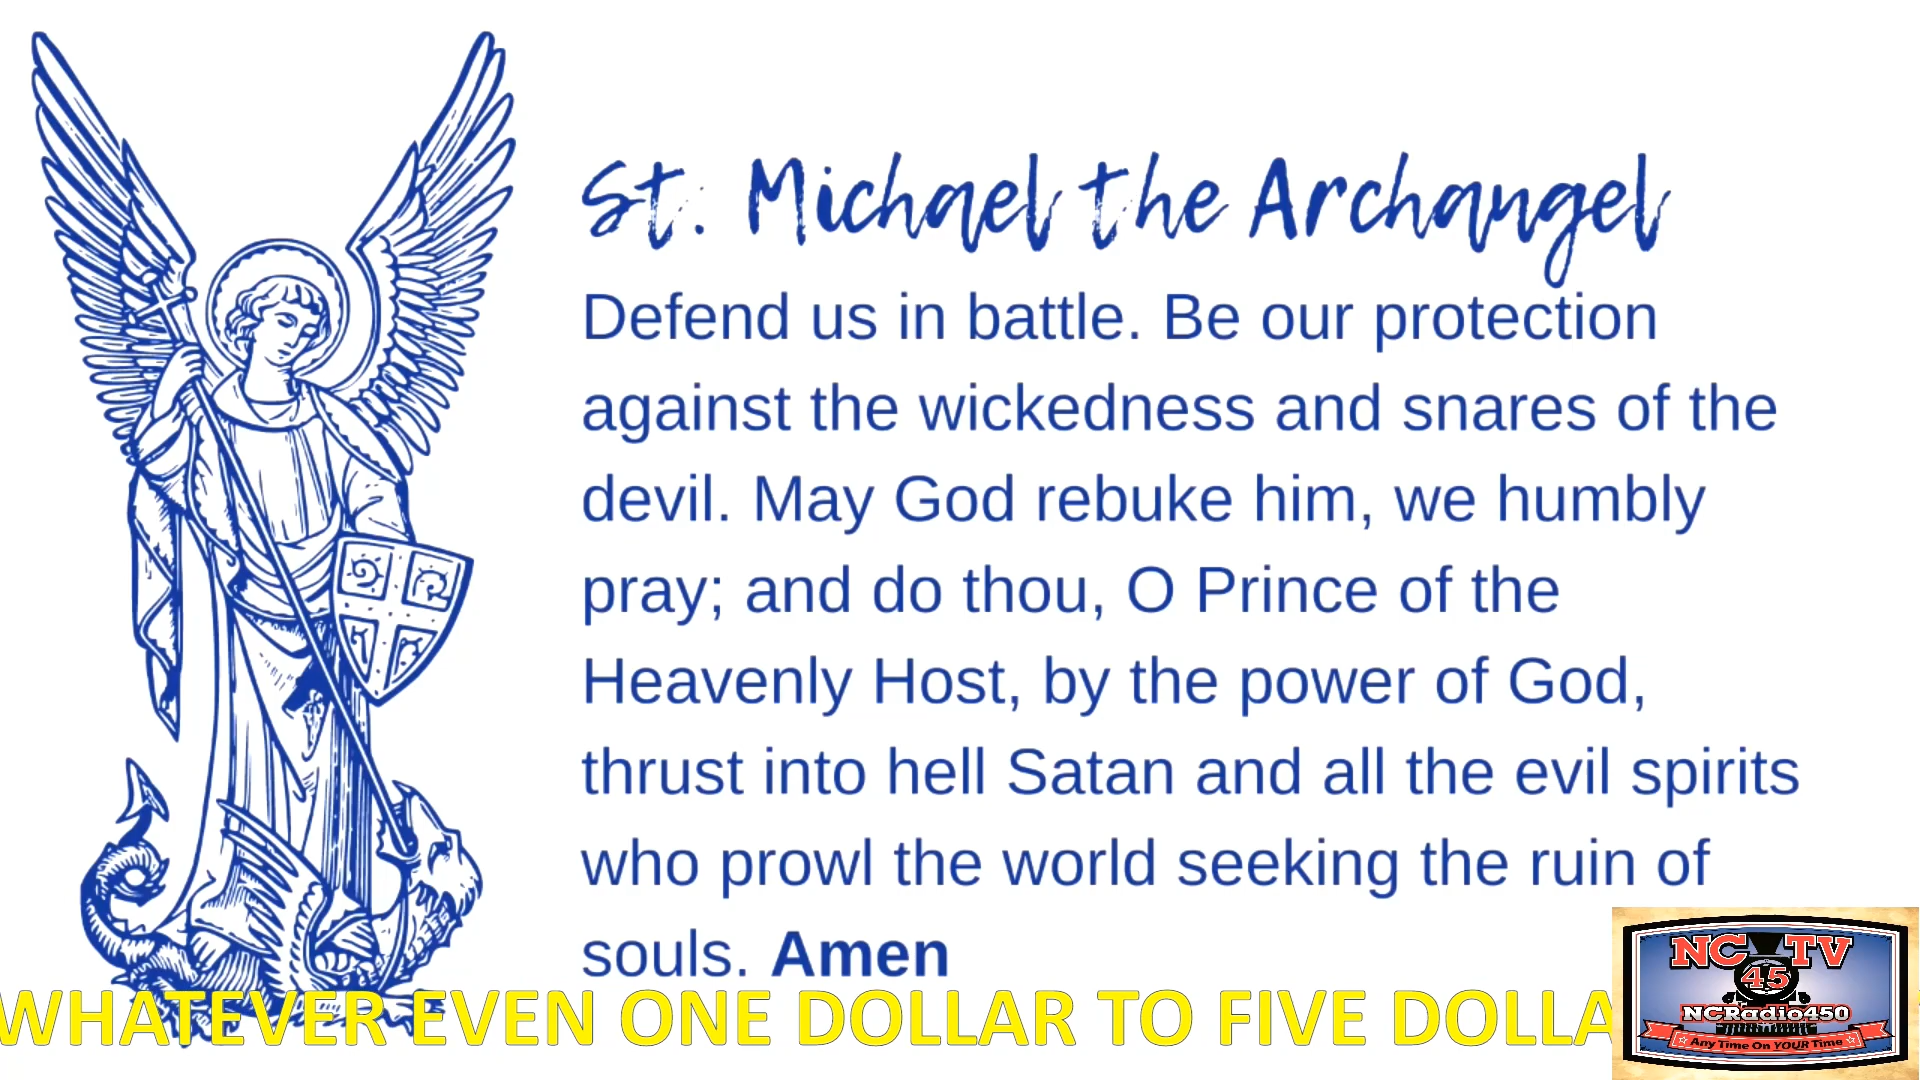 St. Michael the Archangel
Defend us in battle. Be our protection
against the wickedness and snares of the
devil. May God rebuke him, we humbly
pray; and do thou, O Prince of the
Heavenly Host, by the power of God,
thrust into hell Satan and all the evil spirits
who prowl the world seeking the ruin of
souls. Amen
WHATEVER EVEN ONE DOLLAR TO FIVE DOLLA
NC TV
45
NCRadio450
Any Time On YOUR Time